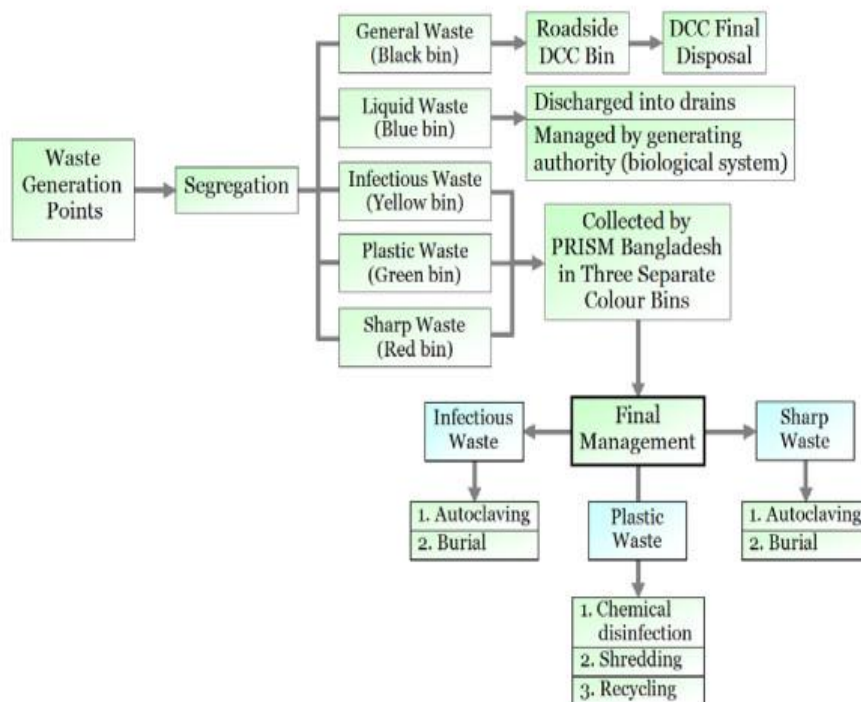 General Waste
(Black bin)
Roadside
DCC Bin
DCC Final
Disposal
Liquid Waste
(Blue bin)
Discharged into drains
Managed by generating
authority (biological system)
Waste
Generation
Points
Segregation
Infectious Waste
(Yellow bin)
Plastic Waste
(Green bin)
Sharp Waste
(Red bin)
Collected by
PRISM Bangladesh
in Three Separate
Colour Bins
Infectious
Waste
Final
Management
Sharp
Waste
1. Autoclaving
2. Burial
Plastic
Waste
1. Autoclaving
2. Burial
1. Chemical
disinfection
2. Shredding
3. Recycling